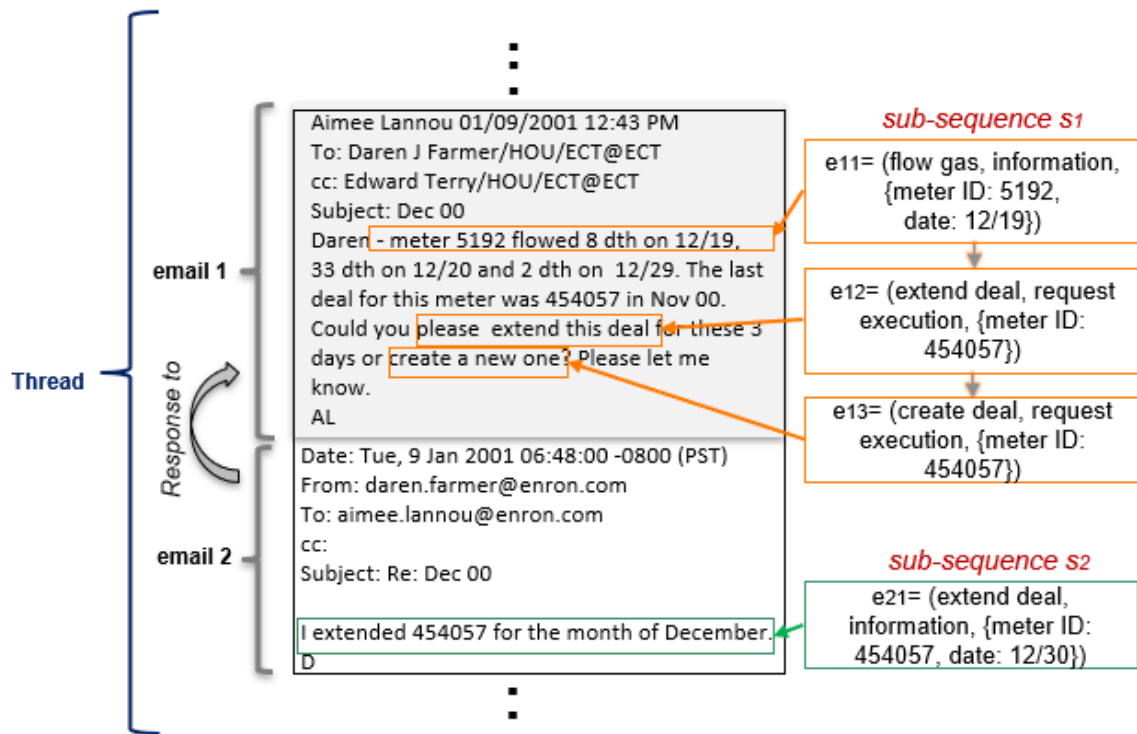 Thread
email 1
Response to
email 2
Aimee Lannou 01/09/2001 12:43 PM
To: Daren J Farmer/HOU/ECT@ECT
cc: Edward Terry/HOU/ECT@ECT
Subject: Dec 00
Daren - meter 5192 flowed 8 dth on 12/19,
33 dth on 12/20 and 2 dth on 12/29. The last
deal for this meter was 454057 in Nov 00.
Could you please extend this deal for these 3
days or create a new one? Please let me
know.
AL
Date: Tue, 9 Jan 2001 06:48:00 -0800 (PST)
From: daren.farmer@enron.com
To: aimee.lannou@enron.com
cc:
Subject: Re: Dec 00
I extended 454057 for the month of December.
D
sub-sequence s1
e11= (flow gas, information,
{meter ID: 5192,
date: 12/19})
e12= (extend deal, request
execution, {meter ID:
454057})
e13= (create deal, request
execution, {meter ID:
454057})
sub-sequence s2
e21= (extend deal,
information, {meter ID:
454057, date: 12/30})